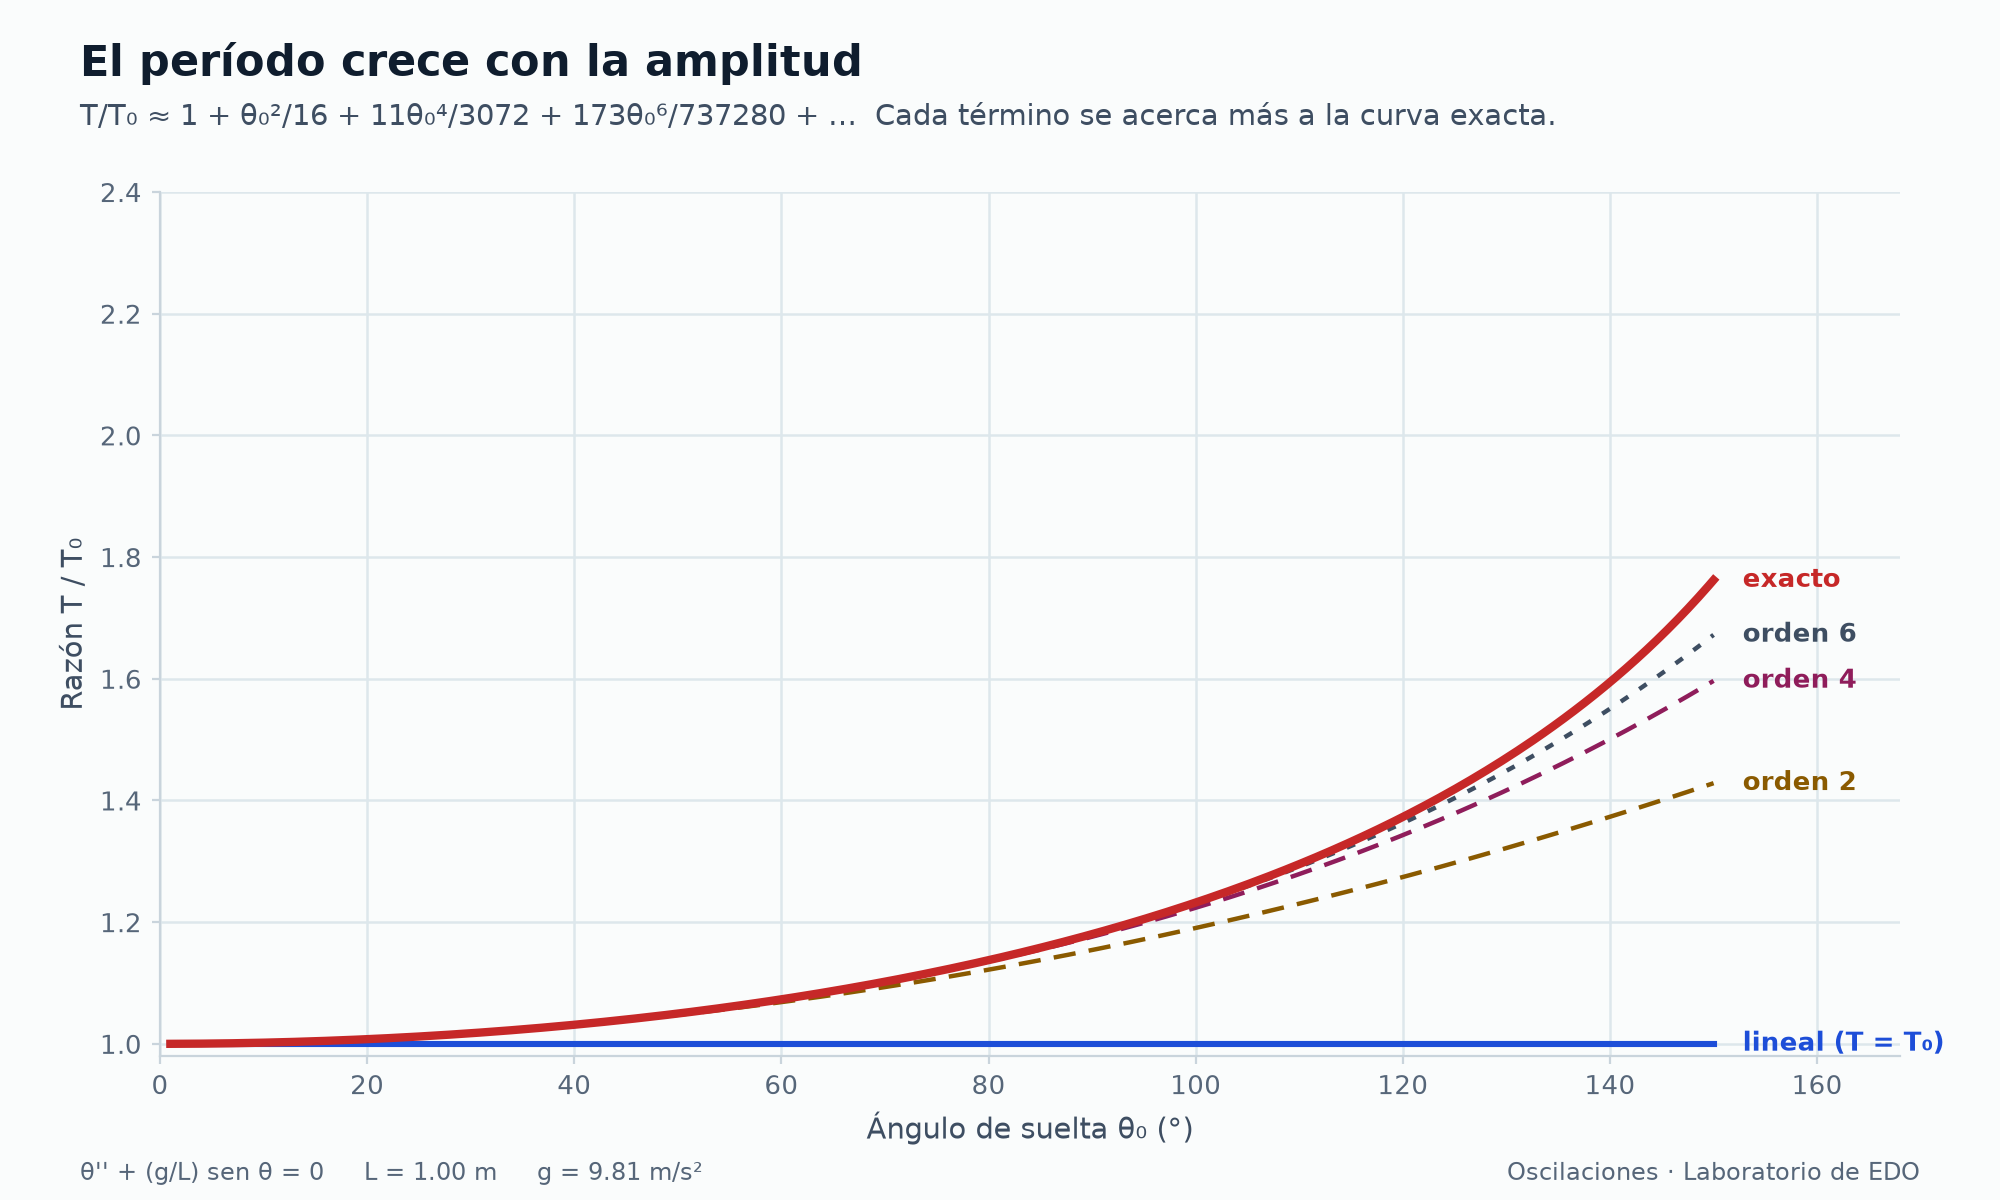 El período crece con la amplitud
T/T₀ ≈ 1 + θ₀²/16 + 11θ₀⁴/3072 + 173θ₀⁶/737280 + … Cada término se acerca más a la curva exacta.
2.4
2.2
2.0
1.8
1.6
1.4
1.2
1.0
Razón T / T₀
exacto
orden 6
orden 4
orden 2
lineal (T = T₀)
0 20 40 60 80 100 120 140 160
Ángulo de suelta θ₀ (°)
θ'' + (g/L) sen θ = 0 L = 1.00 m g = 9.81 m/s²
Oscilaciones · Laboratorio de EDO